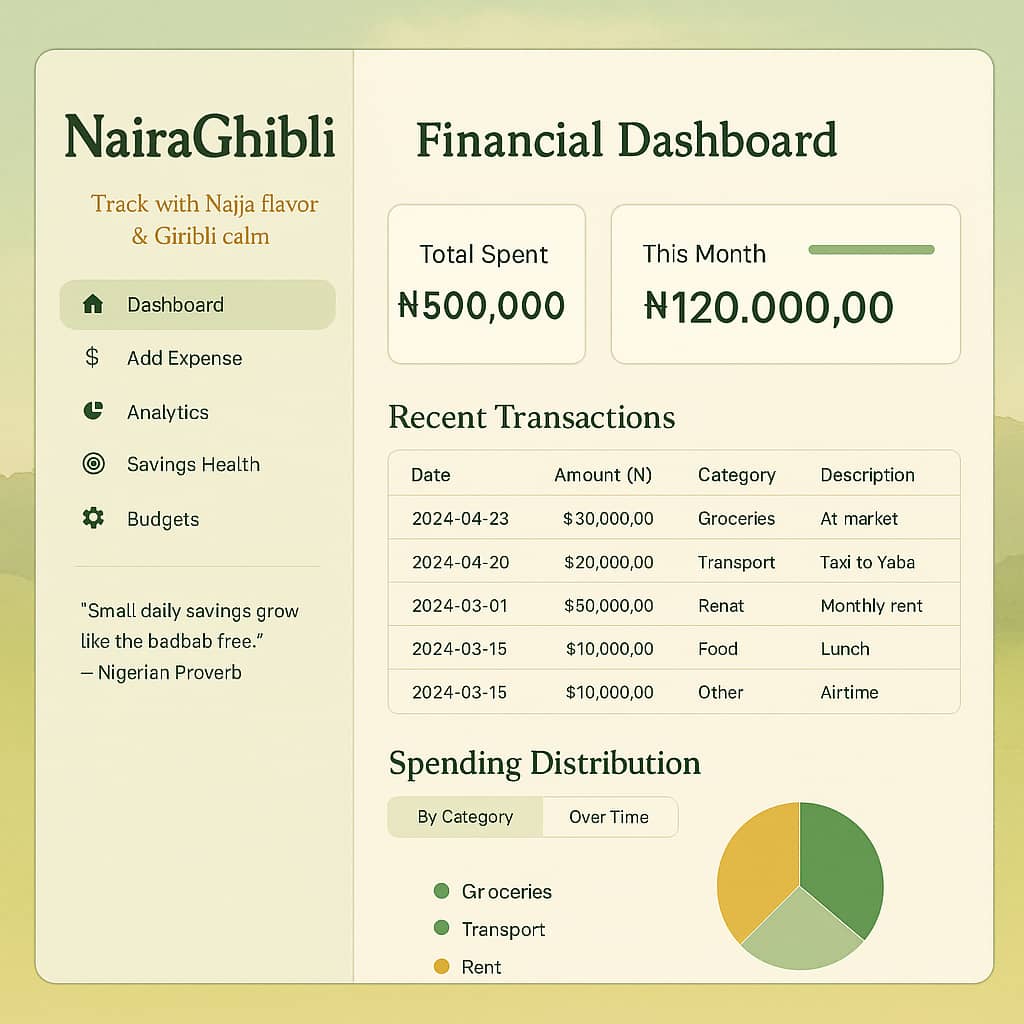 NairaGhibli
Track with Najja flavor
& Giribli calm
Dashboard
$ Add Expense
Analytics
Savings Health
Budgets
"Small daily savings grow
like the badbab free."
– Nigerian Proverb
Financial Dashboard
Total Spent
₦500,000
This Month
₦120.000,00
Recent Transactions
Date Amount (N) Category Description
2024-04-23 $30,000,00 Groceries At market
2024-04-20 $20,000,00 Transport Taxi to Yaba
2024-03-01 $50,000,00 Renat Monthly rent
2024-03-15 $10,000,00 Food Lunch
2024-03-15 $10,000,00 Other Airtime
Spending Distribution
By Category Over Time
Groceries
Transport
Rent